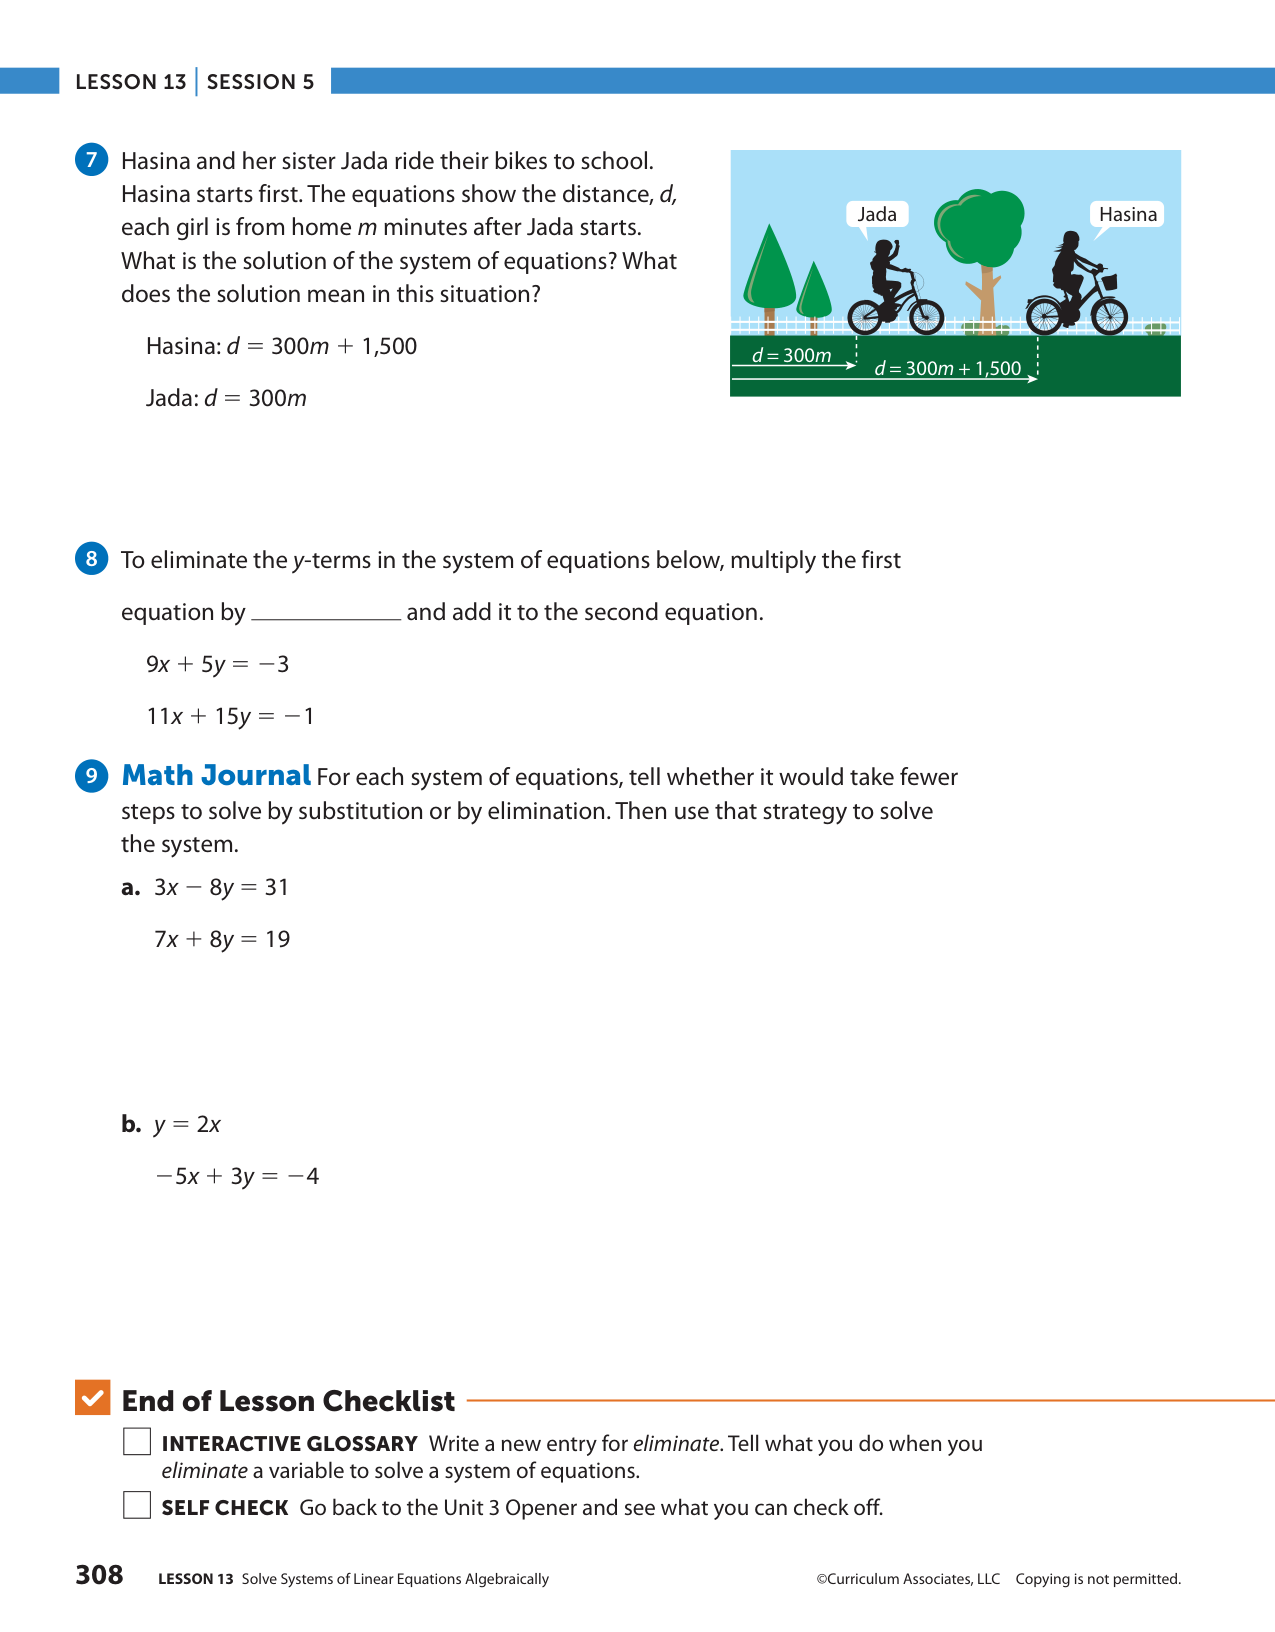 LESSON 13 | SESSION 5
7 Hasina and her sister Jada ride their bikes to school.
Hasina starts first. The equations show the distance, d,
each girl is from home m minutes after Jada starts.
What is the solution of the system of equations? What
does the solution mean in this situation?
Hasina: d = 300m + 1,500
Jada: d = 300m
Jada
Hasina
d = 300m
d = 300m + 1,500
8 To eliminate the y-terms in the system of equations below, multiply the first
equation by ____________ and add it to the second equation.
9x + 5y = −3
11x + 15y = −1
9 Math Journal For each system of equations, tell whether it would take fewer
steps to solve by substitution or by elimination. Then use that strategy to solve
the system.
a. 3x − 8y = 31
7x + 8y = 19
b. y = 2x
−5x + 3y = −4
End of Lesson Checklist
INTERACTIVE GLOSSARY Write a new entry for eliminate. Tell what you do when you
eliminate a variable to solve a system of equations.
SELF CHECK Go back to the Unit 3 Opener and see what you can check off.
308 LESSON 13 Solve Systems of Linear Equations Algebraically ©Curriculum Associates, LLC Copying is not permitted.